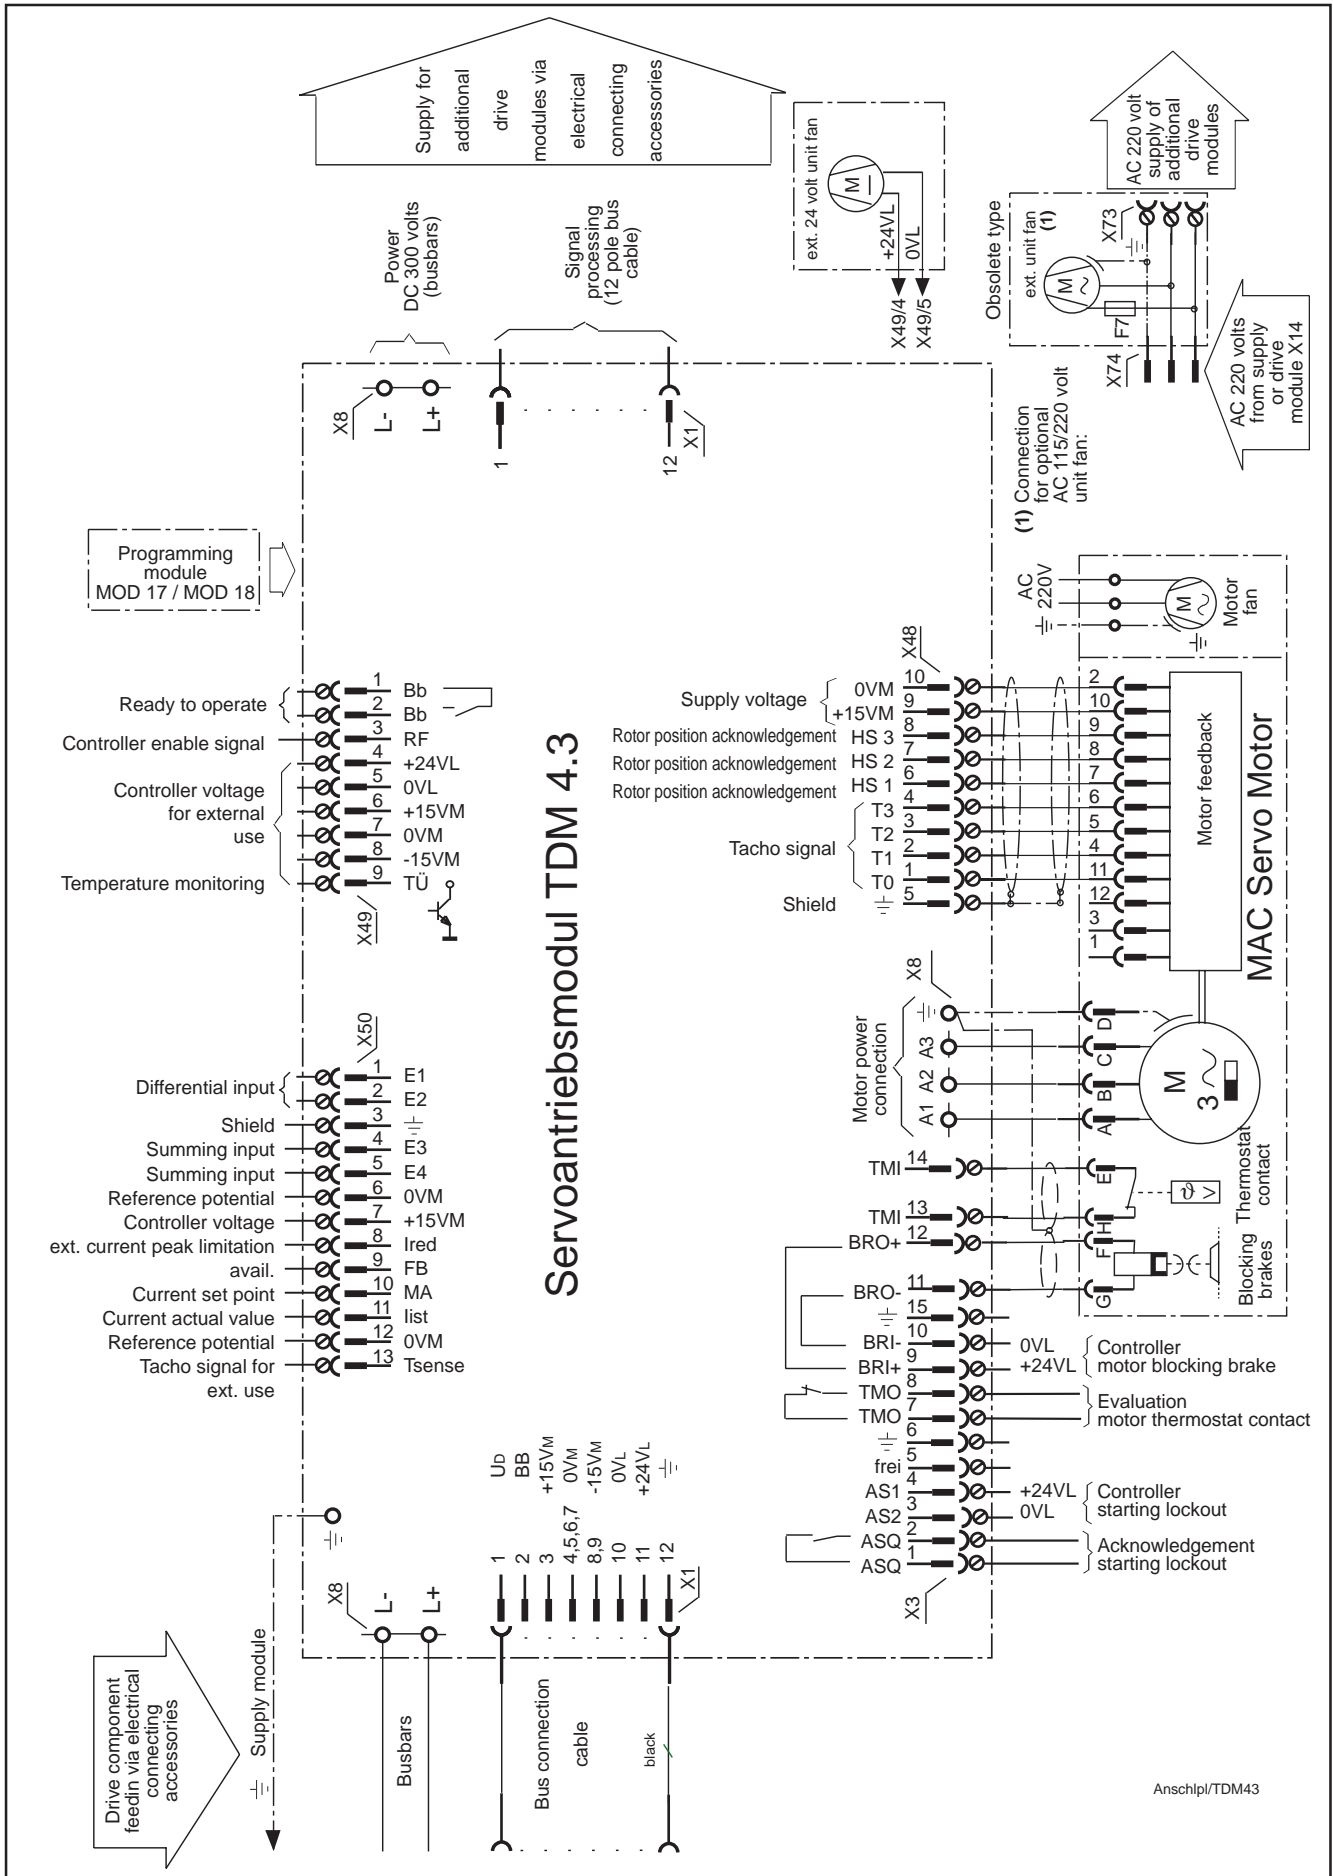 Supply for
additional
drive
modules via
electrical
connecting
accessories
Power
DC 300 volts
(busbars)
Signal
processing
(12 pole bus
cable)
ext. 24 volt unit fan
M
+24VL
0VL
X49/4
X49/5
AC 220 volt
supply of
additional
drive
modules
Obsolete type
ext. unit fan
(1)
X73
M
F7
X74
AC 220 volts
from supply
or drive
module X14
(1) Connection
for optional
AC 115/220 volt
unit fan:
X8
L-
L+
1
12
X1
Programming
module
MOD 17 / MOD 18
Ready to operate
1 Bb
2 Bb
Controller enable signal
3 RF
Controller voltage
for external
use
4 +24VL
5 0VL
6 +15VM
7 0VM
8 -15VM
Temperature monitoring
9 TÜ
X49
Servoantriebsmodul TDM 4.3
X48
Supply voltage
0VM 10
+15VM 9
Rotor position acknowledgement HS 3 8
Rotor position acknowledgement HS 2 7
Rotor position acknowledgement HS 1 6
Tacho signal
T3 4
T2 3
T1 2
T0 1
Shield
5
AC
220V
M
Motor
fan
2
10
9
8
7
6
5
4
11
12
3
1
Motor feedback
MAC Servo Motor
X50
Differential input
1 E1
2 E2
Shield
3
Summing input
4 E3
Summing input
5 E4
Reference potential
6 0VM
Controller voltage
7 +15VM
ext. current peak limitation
8 Ired
avail.
9 FB
Current set point
10 MA
Current actual value
11 Iist
Reference potential
12 0VM
Tacho signal for
ext. use
13 Tsense
X8
Motor power
connection
A3
A2
A1
D
C
B
A
M
3
TMI 14
E
TMI 13
H
BRO+ 12
F
BRO- 11
G
15
Thermostat
contact
ϑ >
Blocking
brakes
BRI- 10
0VL
BRI+ 9
+24VL
Controller
motor blocking brake
TMO 8
TMO 7
Evaluation
motor thermostat contact
6
frei 5
AS1 4
+24VL
AS2 3
0VL
Controller
starting lockout
ASQ 2
ASQ 1
Acknowledgement
starting lockout
X3
UD
BB
+15VM
0VM
-15VM
0VL
+24VL
1
2
3
4,5,6,7
8,9
10
11
12
X1
X8
L-
L+
Drive component
feedin via electrical
connecting
accessories
Supply module
Busbars
Bus connection
cable
black
Anschlpl/TDM43